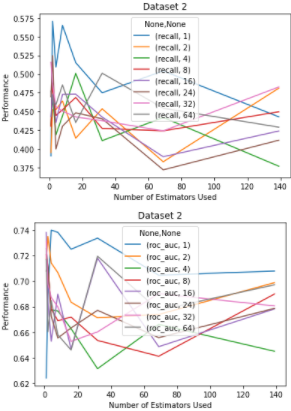 Dataset 2
0.575
0.550
0.525
0.500
0.475
0.450
0.425
0.400
0.375
Performance
None,None
(recall, 1)
(recall, 2)
(recall, 4)
(recall, 8)
(recall, 16)
(recall, 24)
(recall, 32)
(recall, 64)
0 20 40 60 80 100 120 140
Number of Estimators Used
Dataset 2
0.74
0.72
0.70
0.68
0.66
0.64
0.62
Performance
None,None
(roc_auc, 1)
(roc_auc, 2)
(roc_auc, 4)
(roc_auc, 8)
(roc_auc, 16)
(roc_auc, 24)
(roc_auc, 32)
(roc_auc, 64)
0 20 40 60 80 100 120 140
Number of Estimators Used